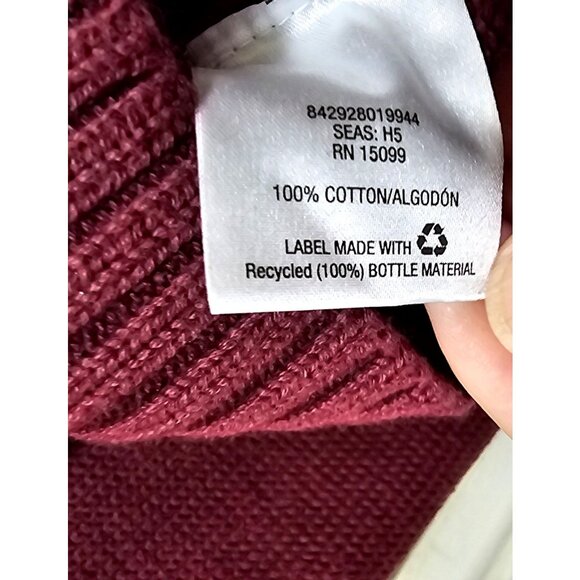 842928019944
SEAS: H5
RN 15099
100% COTTON/ALGODÓN
LABEL MADE WITH
Recycled (100%) BOTTLE MATERIAL